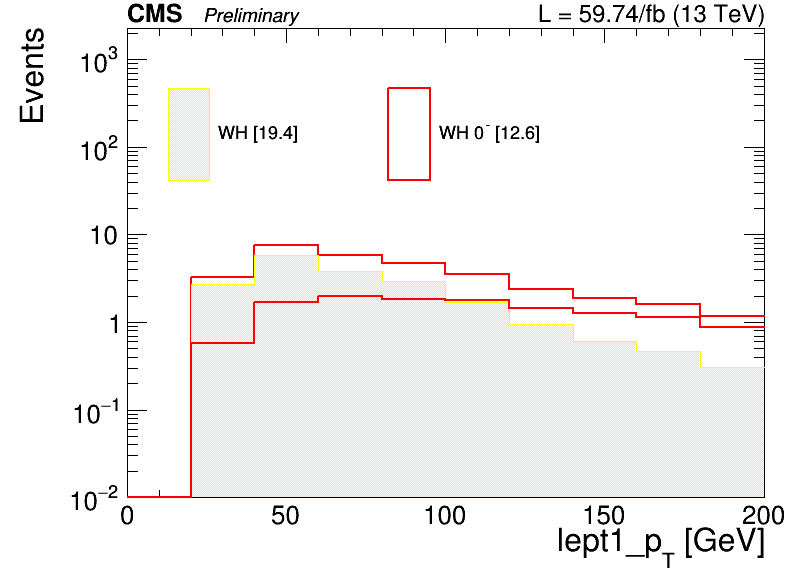 CMS Preliminary L = 59.74/fb (13 TeV)
Events
10³
10²
10
1
10⁻¹
10⁻²
WH [19.4] WH 0⁻ [12.6]
0 50 100 150 200
lept1_p_T [GeV]